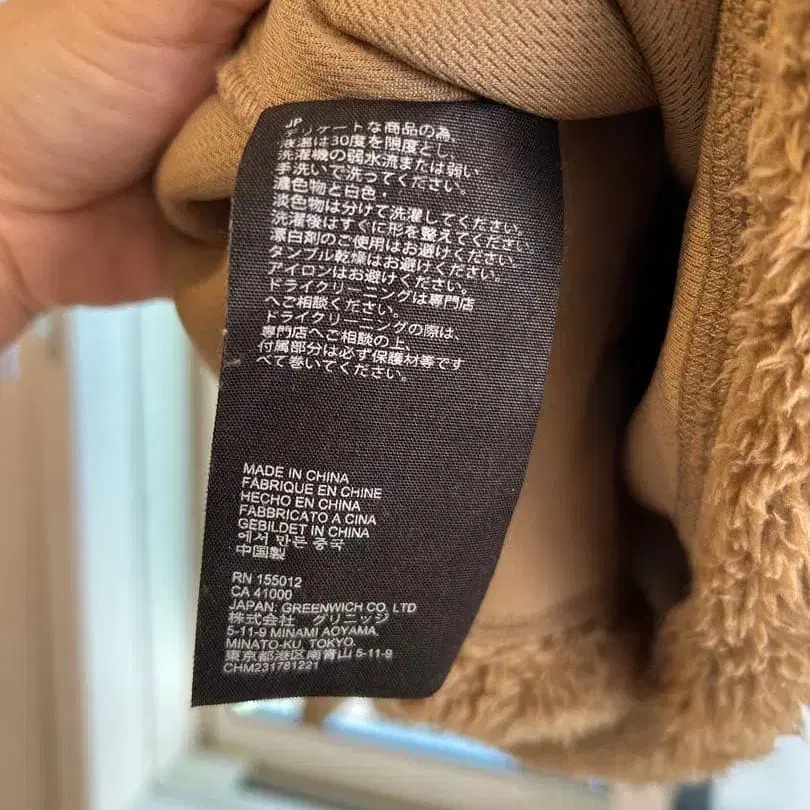 JP
デリケートな商品の為、
液温は30度を限度とし、
洗濯機の弱水流または弱い
手洗いで洗ってください。
濃色物と白色・
淡色物は分けて洗濯してください。
洗濯後はすぐに形を整えてください。
漂白剤のご使用はお避けください。
タンブル乾燥はお避けください。
アイロンはお避けください。
ドライクリーニングは専門店
へご相談ください。
ドライクリーニングの際は、
専門店へご相談の上、
付属部分は必ず保護材等です
べて巻いてください。
MADE IN CHINA
FABRIQUE EN CHINE
HECHO EN CHINA
FABBRICATO A CINA
GEBILDET IN CHINA
에서 만든 중국
中国製
RN 155012
CA 41000
JAPAN: GREENWICH CO. LTD
株式会社 グリニッジ
5-11-9 MINAMI AOYAMA,
MINATO-KU, TOKYO.
東京都港区南青山 5-11-9
CHM231781221